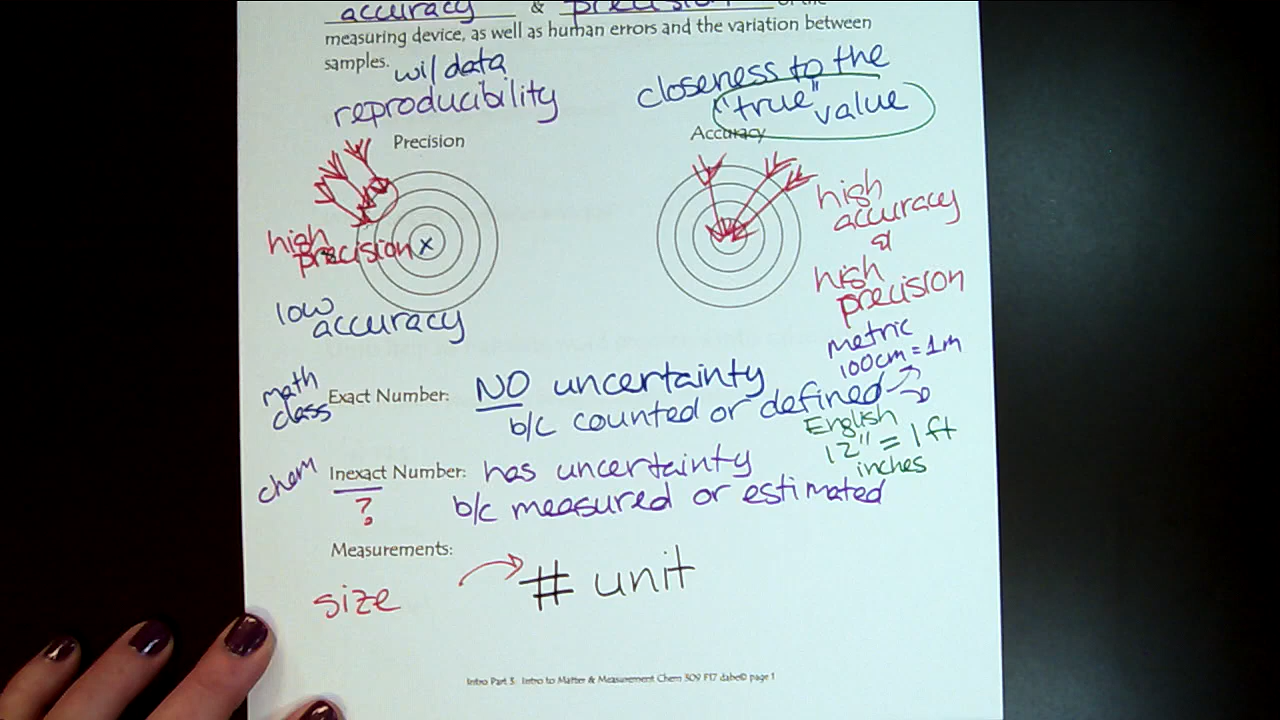 accuracy & precision of the
measuring device, as well as human errors and the variation between
samples.
w/ data
reproducibility
closeness to the
"true" value
Precision
Accuracy
high
precision
x
low
accuracy
high
accuracy
&
high
precision
metric
100cm = 1m
math
class
Exact Number: NO uncertainty
b/c counted or defined
English
12" = 1 ft
inches
chem
Inexact Number: has uncertainty
?
b/c measured or estimated
Measurements:
size
# unit
Intro Part 3: Intro to Matter & Measurement Chem 309 F17 dabe© page 1